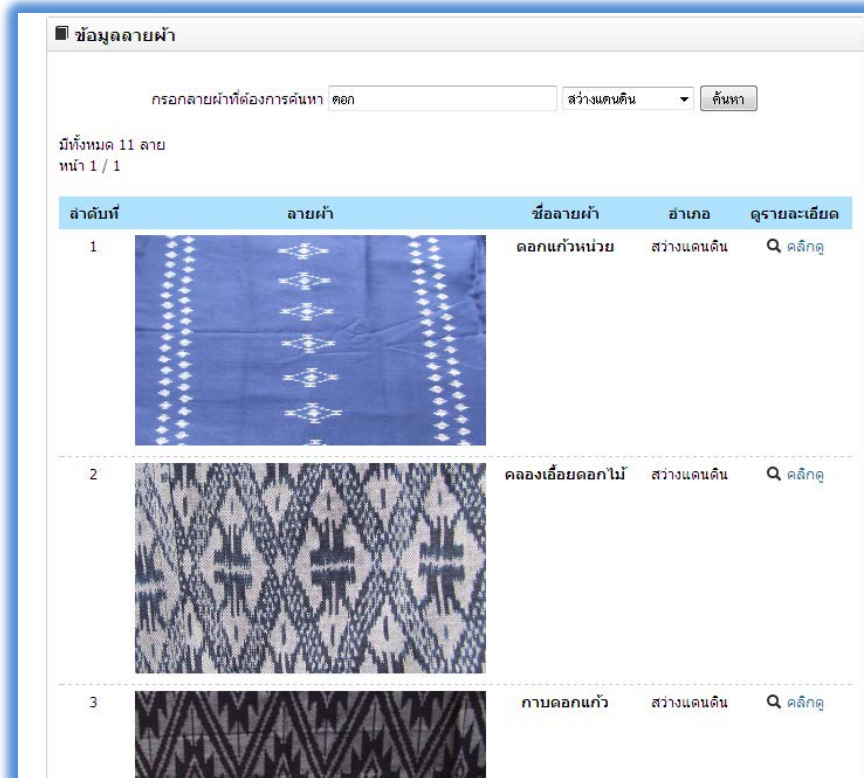 ข้อมูลลายผ้า
กรอกลายผ้าที่ต้องการค้นหา ดอก สว่างแดนดิน ค้นหา
มีทั้งหมด 11 ลาย
หน้า 1 / 1
ลำดับที่ ลายผ้า ชื่อลายผ้า อำเภอ ดูรายละเอียด
1 ดอกแก้วหน่วย สว่างแดนดิน คลิกดู
2 คลองเอื้อยดอกไม้ สว่างแดนดิน คลิกดู
3 กาบดอกแก้ว สว่างแดนดิน คลิกดู